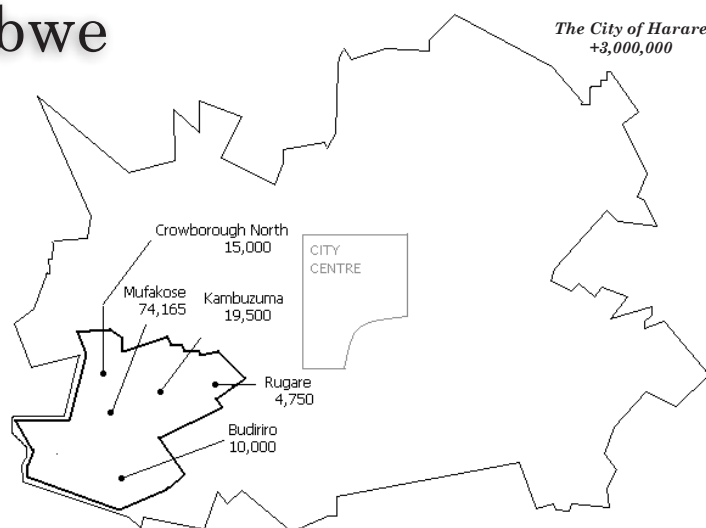 bwe
The City of Harare
+3,000,000
Crowborough North
15,000
CITY
CENTRE
Mufakose
74,165
Kambuzuma
19,500
Rugare
4,750
Budiriro
10,000